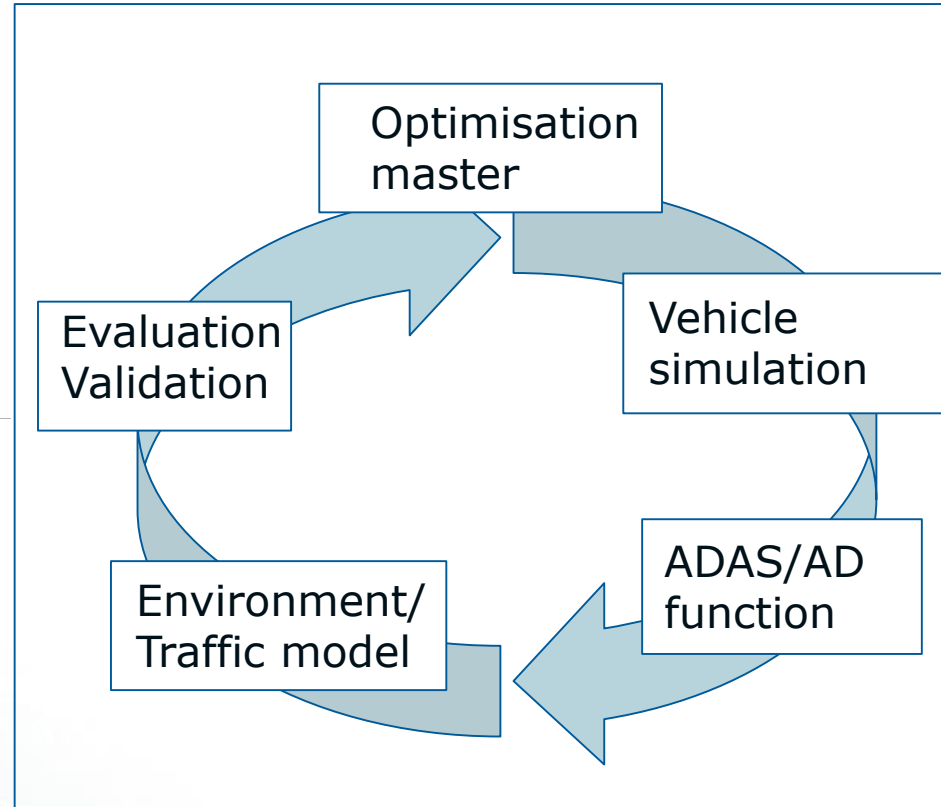 Optimisation
master
Vehicle
simulation
ADAS/AD
function
Environment/
Traffic model
Evaluation
Validation